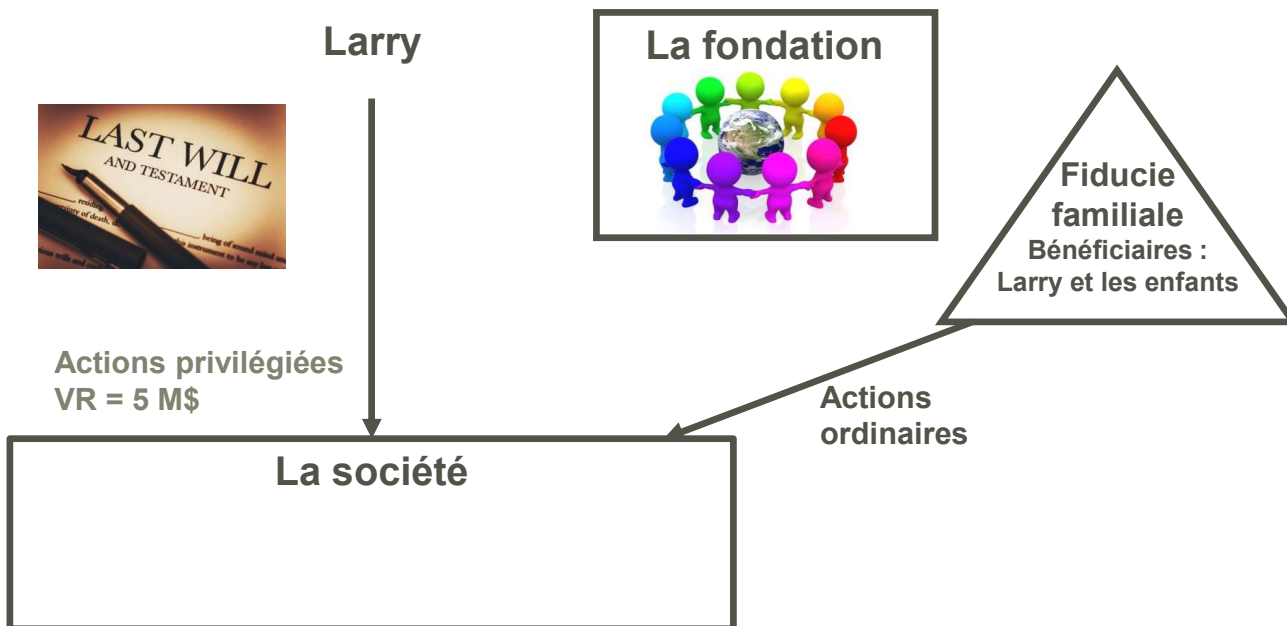 Larry
La fondation
LAST WILL
AND TESTAMENT
Fiducie
familiale
Bénéficiaires :
Larry et les enfants
Actions privilégiées
VR = 5 M$
Actions
ordinaires
La société